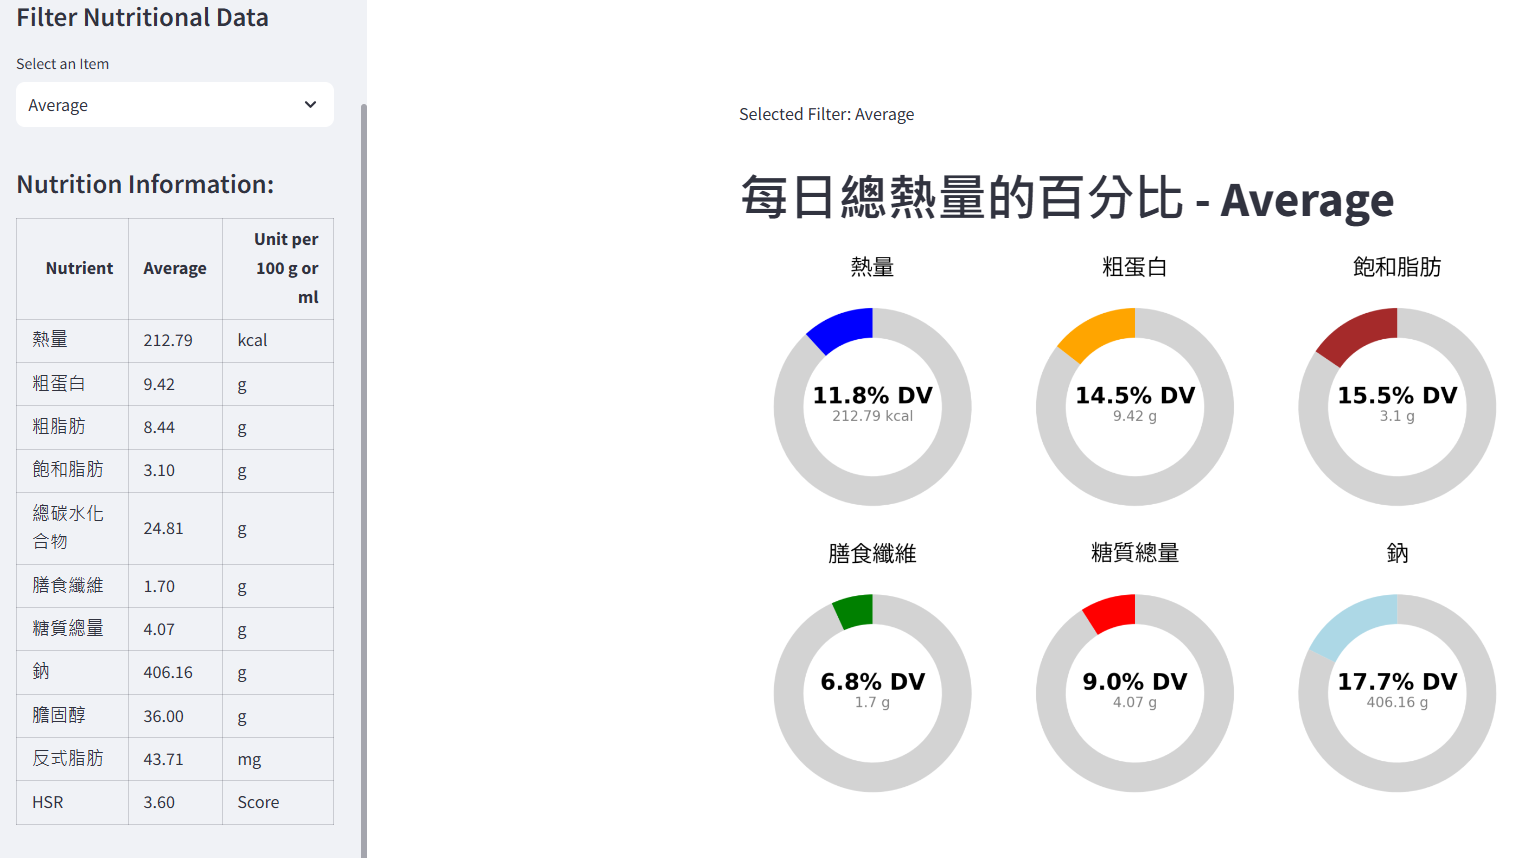 Filter Nutritional Data
Select an Item
Average
Nutrition Information:
Nutrient Average Unit per 100 g or ml
熱量 212.79 kcal
粗蛋白 9.42 g
粗脂肪 8.44 g
飽和脂肪 3.10 g
總碳水化合物 24.81 g
膳食纖維 1.70 g
糖質總量 4.07 g
鈉 406.16 g
膽固醇 36.00 g
反式脂肪 43.71 mg
HSR 3.60 Score
Selected Filter: Average
每日總熱量的百分比 - Average
熱量
11.8% DV
212.79 kcal
粗蛋白
14.5% DV
9.42 g
飽和脂肪
15.5% DV
3.1 g
膳食纖維
6.8% DV
1.7 g
糖質總量
9.0% DV
4.07 g
鈉
17.7% DV
406.16 g